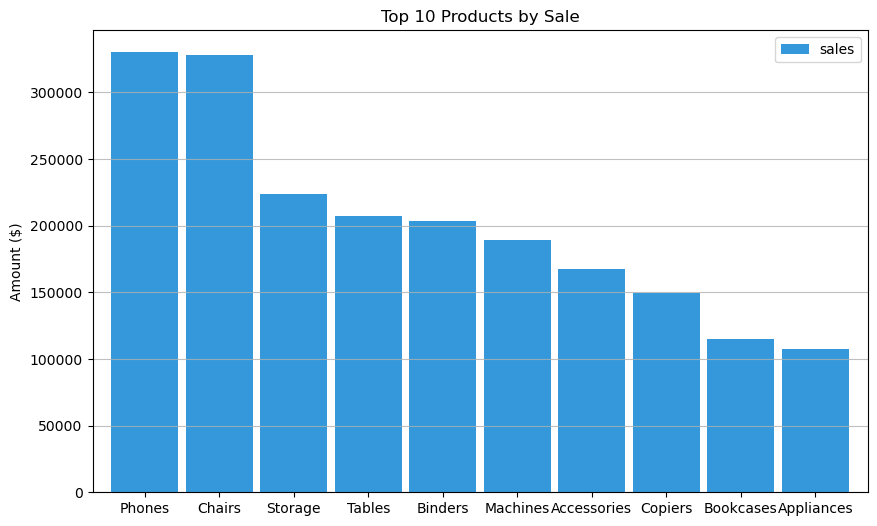 Top 10 Products by Sale
sales
Amount ($)
300000
250000
200000
150000
100000
50000
0
Phones Chairs Storage Tables Binders Machines Accessories Copiers Bookcases Appliances